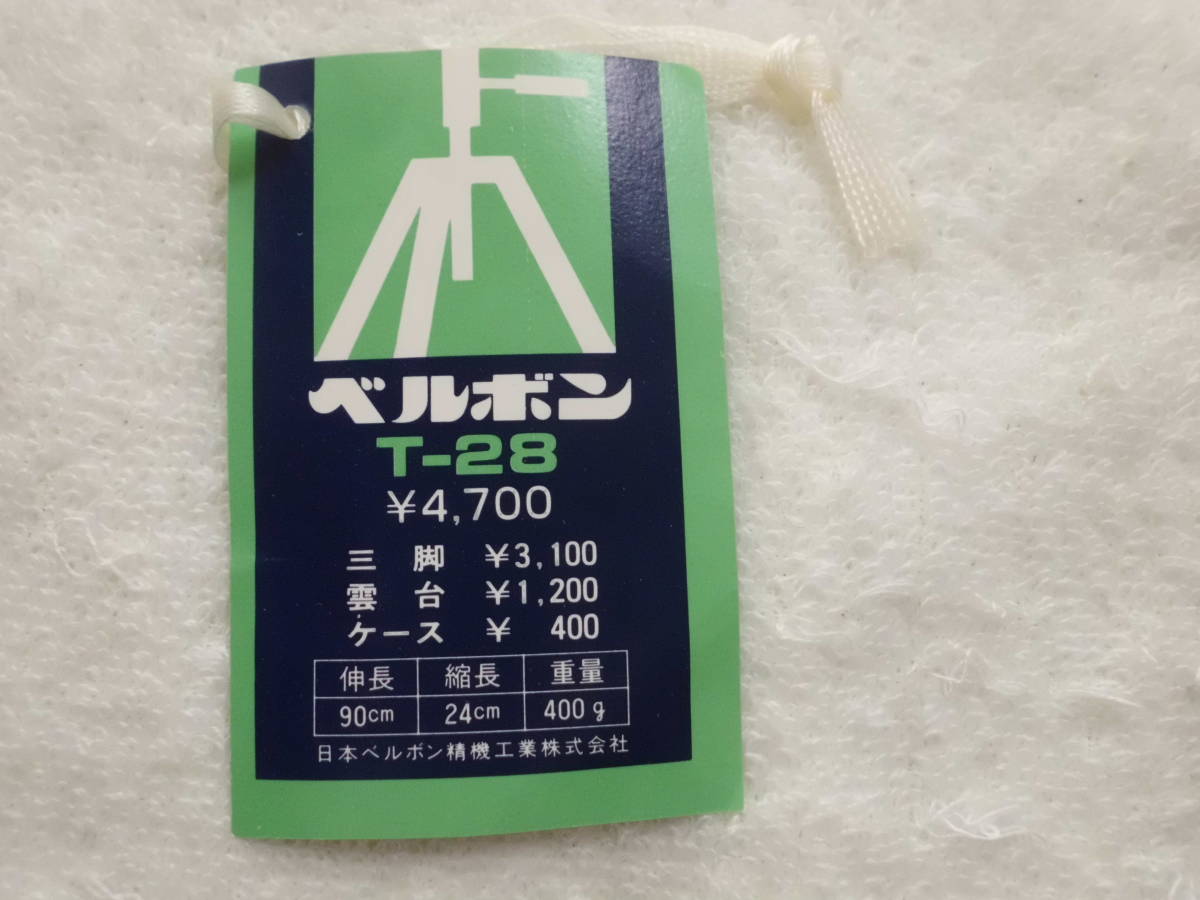 ベルボン
T-28
¥4,700
三脚 ¥3,100
雲台 ¥1,200
ケース ¥ 400
伸長 縮長 重量
90cm 24cm 400g
日本ベルボン精機工業株式会社